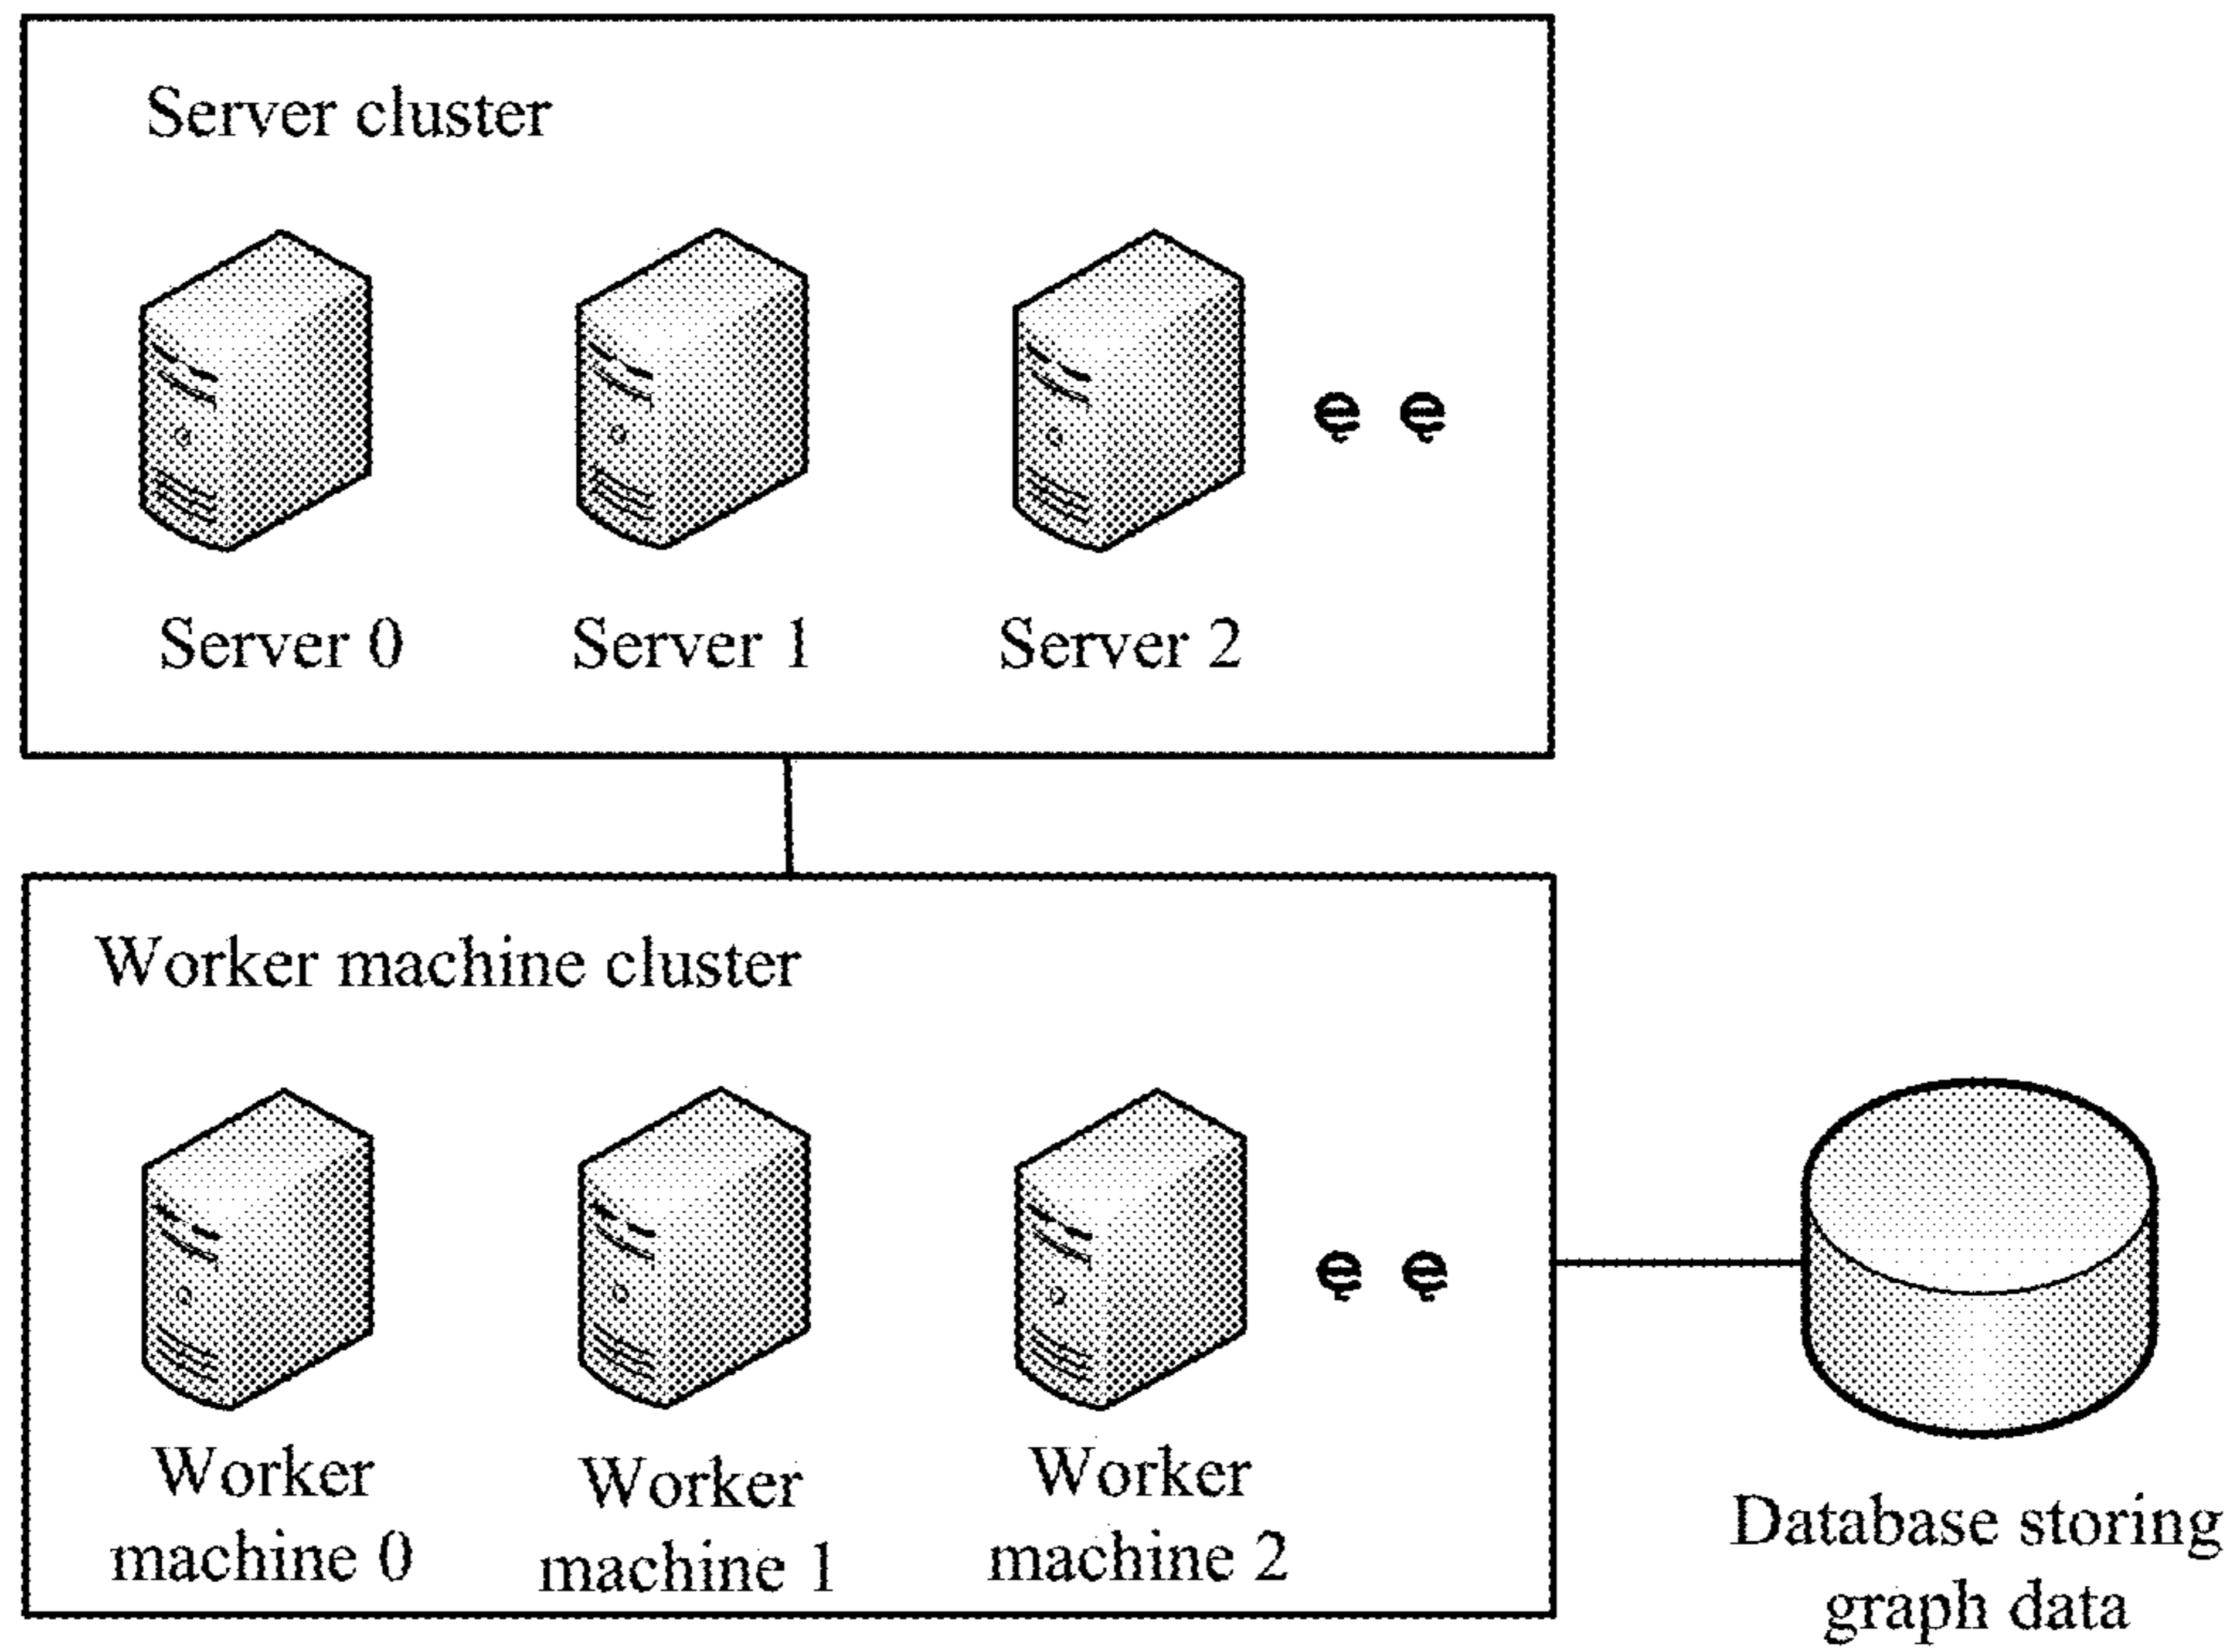 Server cluster
e e
Server 0 Server 1 Server 2
Worker machine cluster
e e
Worker Worker Worker
machine 0 machine 1 machine 2
Database storing
graph data